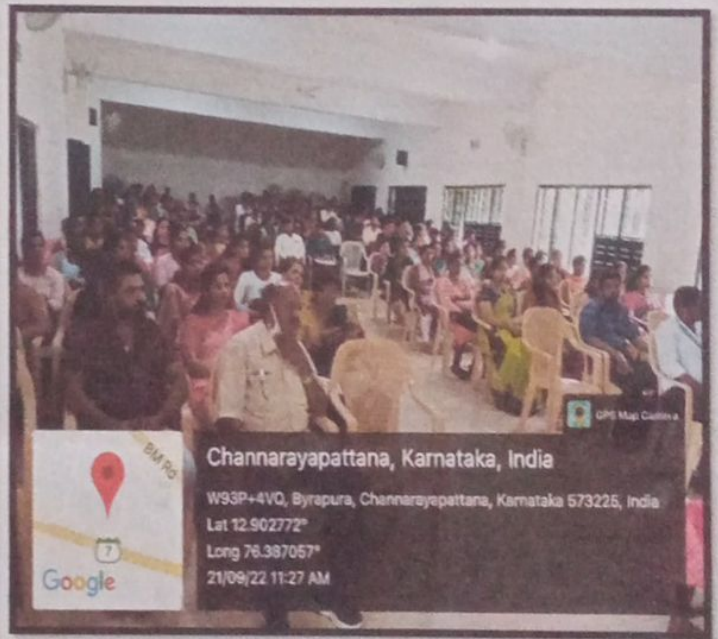 GPS Map Camera
Channarayapattana, Karnataka, India
W93P+4VQ, Byrapura, Channarayapattana, Karnataka 573225, India
Lat 12.902772°
Long 76.387057°
21/09/22 11:27 AM
BM Rd
7
Google